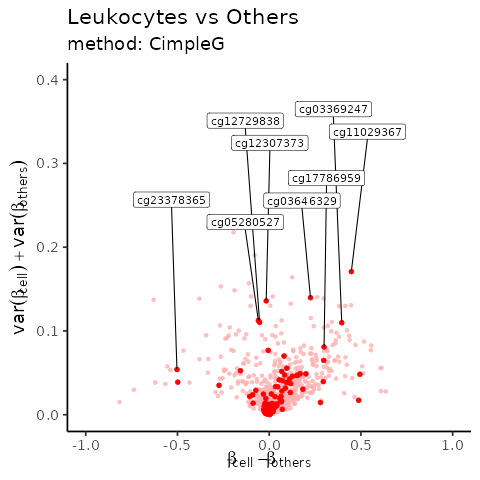 Leukocytes vs Others
method: CimpleG
var(βcell) + var(βothers)
0.4
0.3
0.2
0.1
0.0
cg03369247
cg12729838
cg11029367
cg12307373
cg17786959
cg23378365
cg03646329
cg05280527
-1.0
-0.5
0.0
0.5
1.0
βcell − βothers